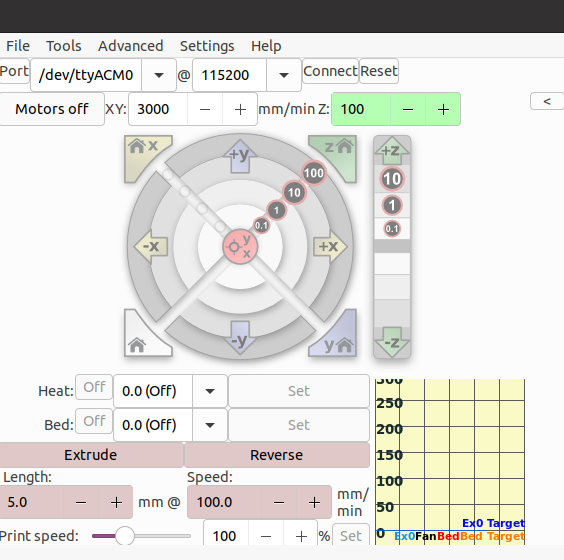 File Tools Advanced Settings Help
Port /dev/ttyACM0 @ 115200 Connect Reset
Motors off XY: 3000 mm/min Z: 100 <
x +y z +z
100 10
10 1
1 0.1
0.1
-x y x +x
-y y -z
Heat: Off 0.0 (Off) Set
Bed: Off 0.0 (Off) Set
Extrude Reverse
Length: Speed:
5.0 mm @ 100.0 mm/
min
Print speed: 100 % Set
300
250
200
150
100
50
0
Ex0 Target
Ex0 Fan Bed Bed Target